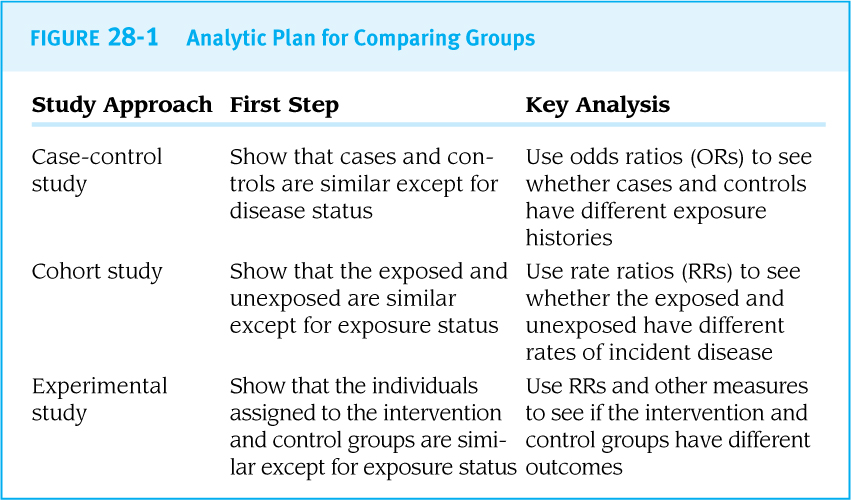 FIGURE 28-1 Analytic Plan for Comparing Groups
Study Approach First Step Key Analysis
Case-control
study
Show that cases and con-
trols are similar except for
disease status
Use odds ratios (ORs) to see
whether cases and controls
have different exposure
histories
Cohort study
Show that the exposed and
unexposed are similar
except for exposure status
Use rate ratios (RRs) to see
whether the exposed and
unexposed have different
rates of incident disease
Experimental
study
Show that the individuals
assigned to the intervention
and control groups are simi-
lar except for exposure status
Use RRs and other measures
to see if the intervention and
control groups have different
outcomes